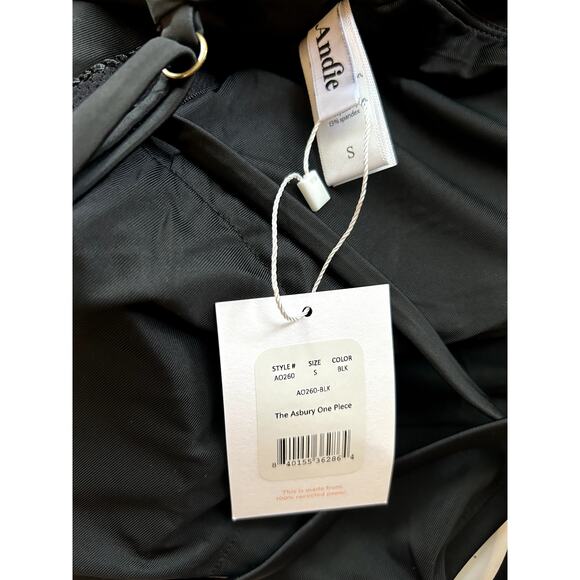 Andie
15% spandex
S
STYLE # SIZE COLOR
AO260 S BLK
AO260-BLK
The Asbury One Piece
8 40155 36286 4
This is made from
100% recycled paper.